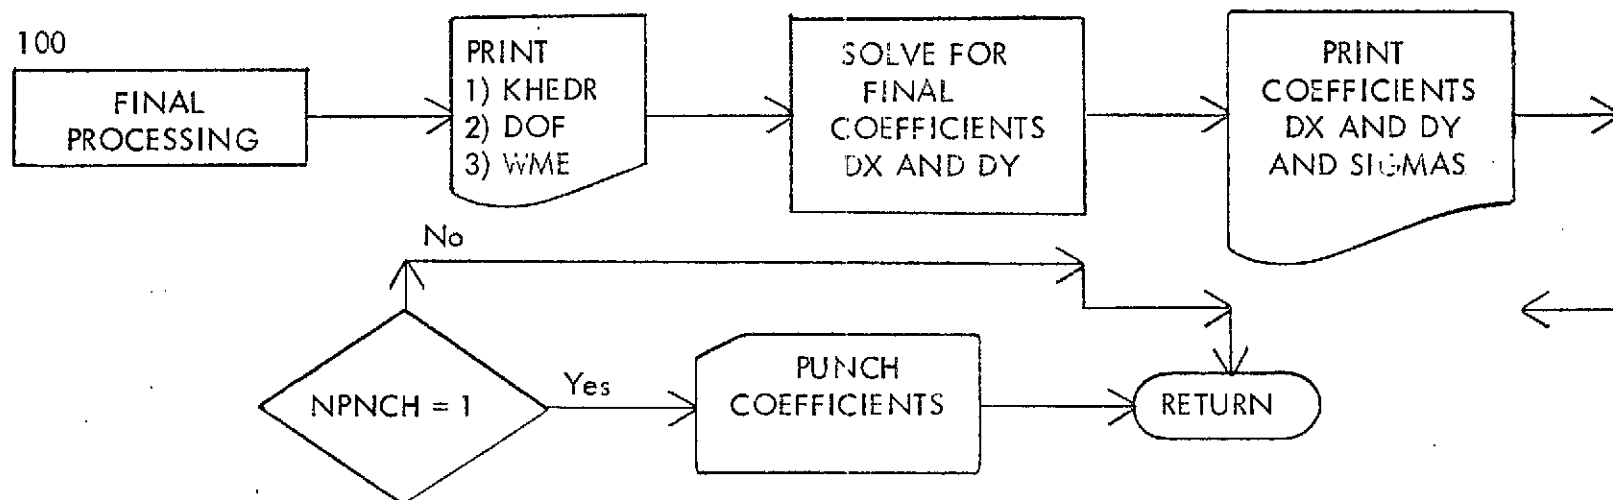 100
FINAL
PROCESSING
PRINT
1) KHEDR
2) DOF
3) WME
SOLVE FOR
FINAL
COEFFICIENTS
DX AND DY
PRINT
COEFFICIENTS
DX AND DY
AND SIGMAS
No
NPNCH = 1
Yes
PUNCH
COEFFICIENTS
RETURN